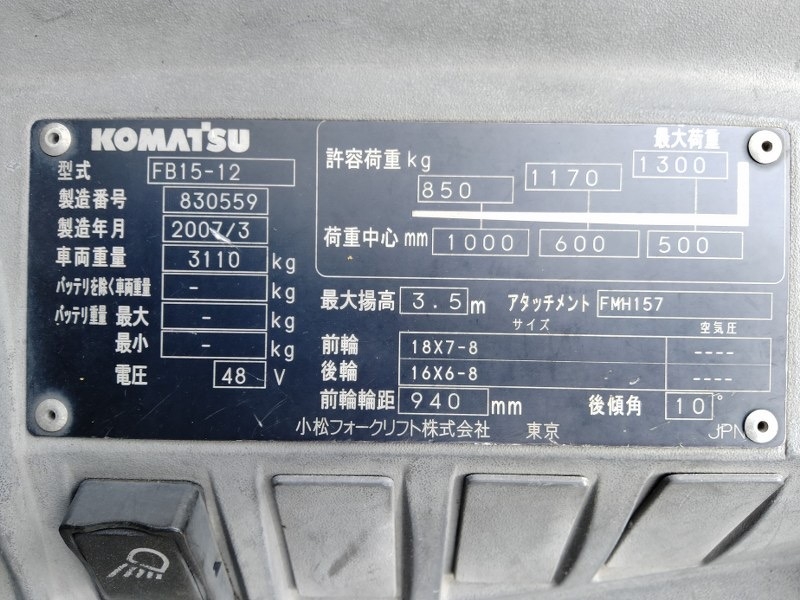 KOMATSU
型式 FB15-12
製造番号 830559
製造年月 2007/3
車両重量 3110 kg
バッテリを除く車両重量 - kg
バッテリ重量 最大 - kg
最小 - kg
電圧 48 V
最大荷重
許容荷重 kg 850 1170 1300
荷重中心 mm 1000 600 500
最大揚高 3.5 m アタッチメント FMH157
サイズ 空気圧
前輪 18X7-8 ----
後輪 16X6-8 ----
前輪輪距 940 mm 後傾角 10°
小松フォークリフト株式会社 東京 JPN